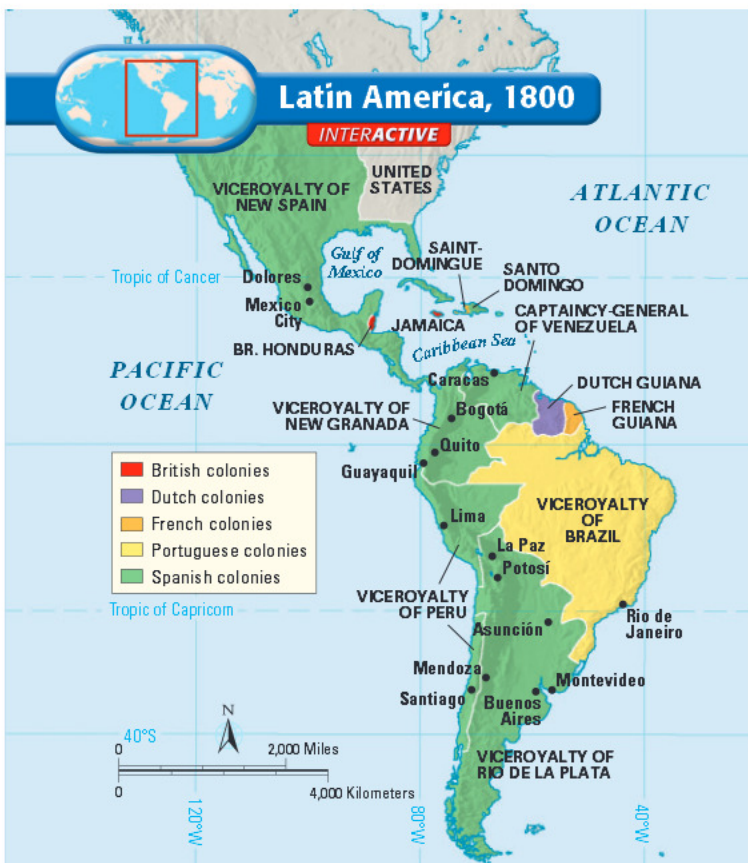 Latin America, 1800
INTERACTIVE
UNITED
STATES
VICEROYALTY OF
NEW SPAIN
ATLANTIC
OCEAN
Gulf of
Mexico
SAINT-
DOMINGUE
SANTO
DOMINGO
Tropic of Cancer
Dolores
Mexico
City
CAPTAINCY-GENERAL
OF VENEZUELA
JAMAICA
BR. HONDURAS
Caribbean Sea
PACIFIC
OCEAN
Caracas
DUTCH GUIANA
VICEROYALTY OF
NEW GRANADA
Bogotá
FRENCH
GUIANA
Quito
Guayaquil
British colonies
Dutch colonies
French colonies
Portuguese colonies
Spanish colonies
VICEROYALTY
OF
BRAZIL
Lima
La Paz
Potosí
VICEROYALTY
OF PERU
Tropic of Capricorn
Asunción
Rio de
Janeiro
Mendoza
Santiago
Montevideo
Buenos
Aires
N
40°S
0
2,000 Miles
0
4,000 Kilometers
VICEROYALTY OF
RIO DE LA PLATA
120°W
80°W
40°W